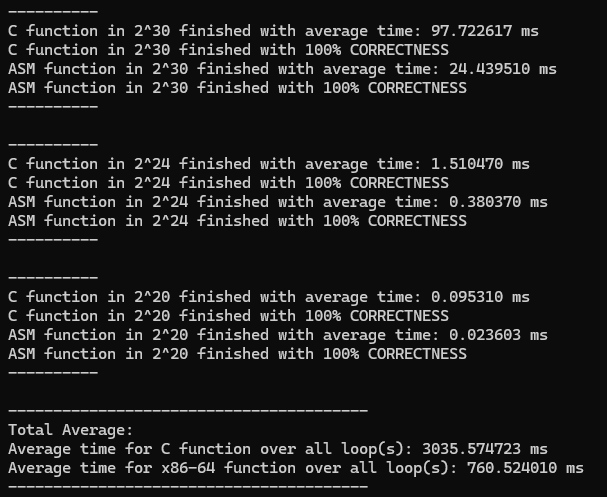 ----------
C function in 2^30 finished with average time: 97.722617 ms
C function in 2^30 finished with 100% CORRECTNESS
ASM function in 2^30 finished with average time: 24.439510 ms
ASM function in 2^30 finished with 100% CORRECTNESS
----------
----------
C function in 2^24 finished with average time: 1.510470 ms
C function in 2^24 finished with 100% CORRECTNESS
ASM function in 2^24 finished with average time: 0.380370 ms
ASM function in 2^24 finished with 100% CORRECTNESS
----------
----------
C function in 2^20 finished with average time: 0.095310 ms
C function in 2^20 finished with 100% CORRECTNESS
ASM function in 2^20 finished with average time: 0.023603 ms
ASM function in 2^20 finished with 100% CORRECTNESS
----------
----------------------------------------
Total Average:
Average time for C function over all loop(s): 3035.574723 ms
Average time for x86-64 function over all loop(s): 760.524010 ms
----------------------------------------